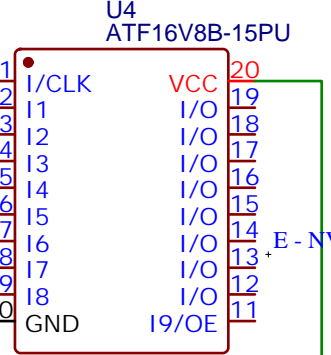 U4
ATF16V8B-15PU
1 I/CLK VCC 20
2 I1 I/O 19
3 I2 I/O 18
4 I3 I/O 17
5 I4 I/O 16
6 I5 I/O 15
7 I6 I/O 14
8 I7 I/O 13
9 I8 I/O 12
0 GND I9/OE 11
E - N